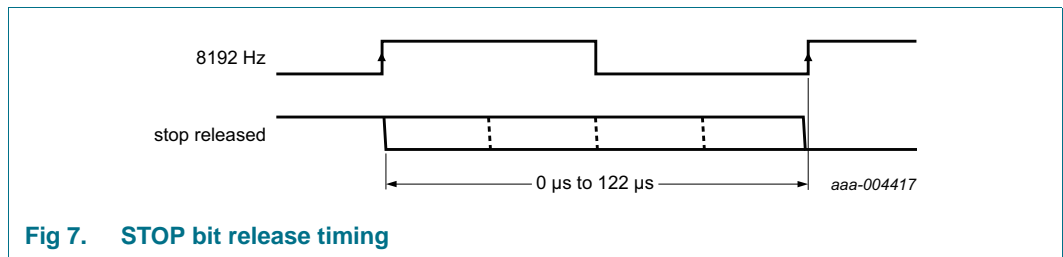 8192 Hz
stop released
0 μs to 122 μs
aaa-004417
Fig 7. STOP bit release timing